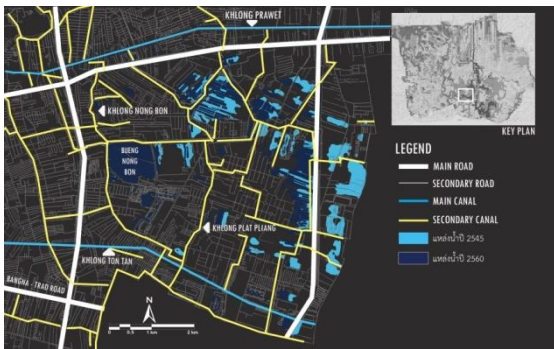 KHLONG PRAWET
KEY PLAN
KHLONG NONG BON
BUENG
NONG
BON
KHLONG PLAT PLIANG
KHLONG TON TAN
BANGNA - TRAD ROAD
N
0 0.5 1 km 2 km
LEGEND
MAIN ROAD
SECONDARY ROAD
MAIN CANAL
SECONDARY CANAL
แหล่งน้ำปี 2545
แหล่งน้ำปี 2560